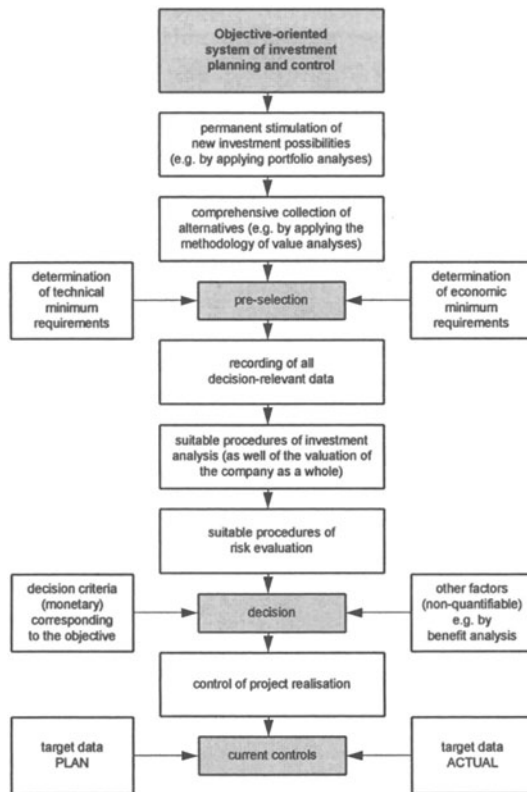 Objective-oriented
system of investment
planning and control
permanent stimulation of
new investment possibilities
(e.g. by applying portfolio analyses)
comprehensive collection of
alternatives (e.g. by applying the
methodology of value analyses)
determination
of technical
minimum
requirements
pre-selection
determination
of economic
minimum
requirements
recording of all
decision-relevant data
suitable procedures of investment
analysis (as well of the valuation of
the company as a whole)
suitable procedures of
risk evaluation
decision criteria
(monetary)
corresponding
to the objective
decision
other factors
(non-quantifiable)
e.g. by
benefit analysis
control of project realisation
target data
PLAN
current controls
target data
ACTUAL